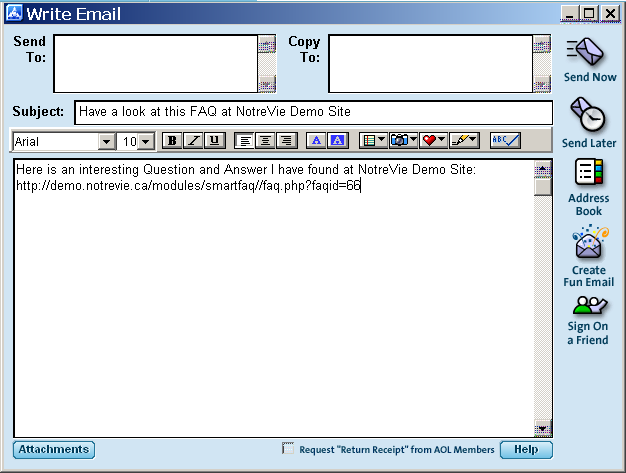 Write Email
Send To:
Copy To:
Subject: Have a look at this FAQ at NotreVie Demo Site
Arial 10 B I U A A ABC
Here is an interesting Question and Answer I have found at NotreVie Demo Site:
http://demo.notrevie.ca/modules/smartfaq//faq.php?faqid=66
Send Now
Send Later
Address
Book
Create
Fun Email
Sign On
a Friend
Attachments
Request "Return Receipt" from AOL Members
Help